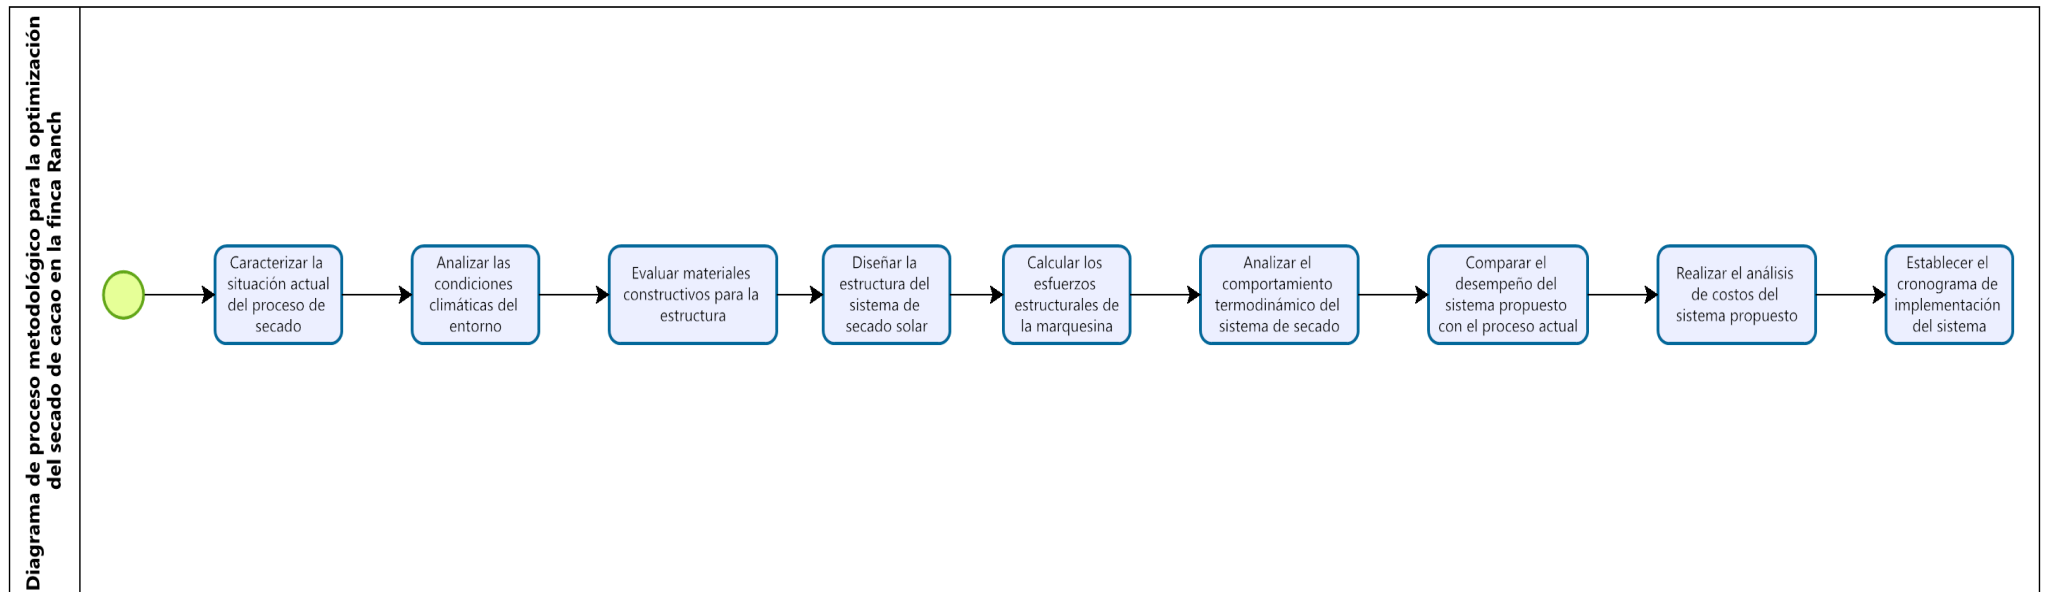 Diagrama de proceso metodológico para la optimización
del secado de cacao en la finca Ranch
Caracterizar la
situación actual
del proceso de
secado
Analizar las
condiciones
climáticas del
entorno
Evaluar materiales
constructivos para la
estructura
Diseñar la
estructura del
sistema de
secado solar
Calcular los
esfuerzos
estructurales de
la marquesina
Analizar el
comportamiento
termodinámico del
sistema de secado
Comparar el
desempeño del
sistema propuesto
con el proceso actual
Realizar el análisis
de costos del
sistema propuesto
Establecer el
cronograma de
implementación
del sistema